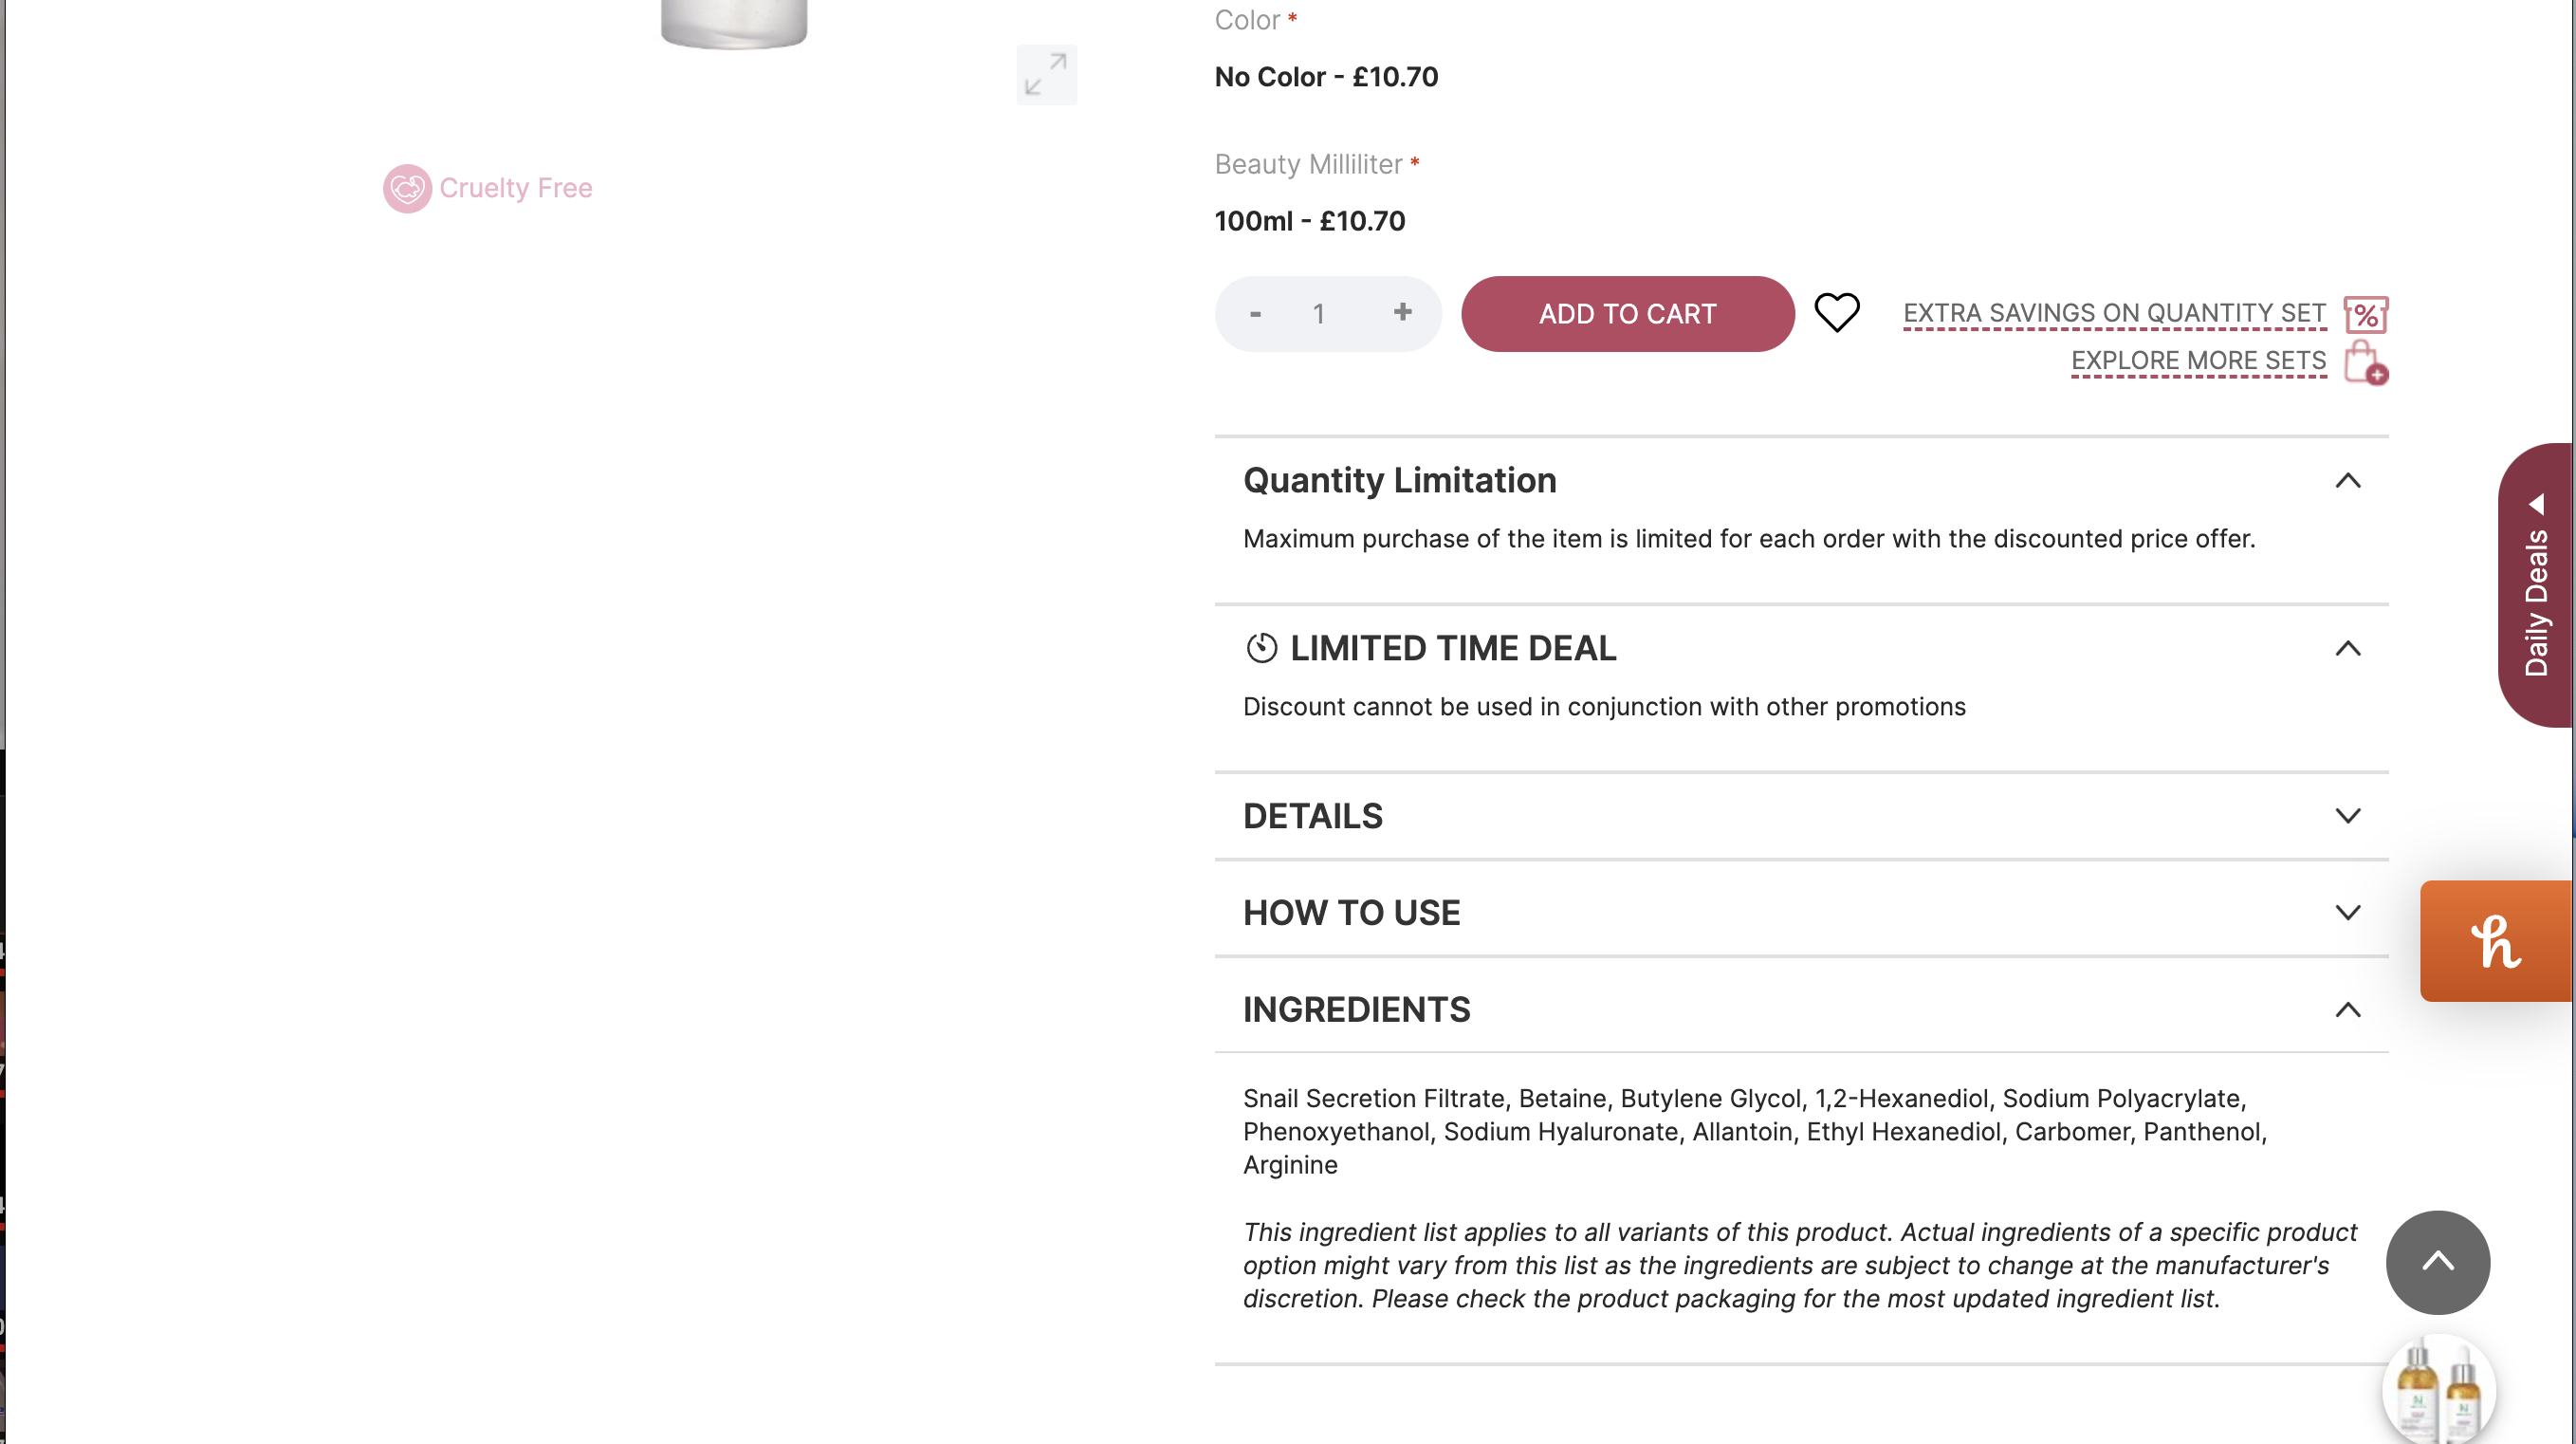 Color *
No Color - £10.70
Cruelty Free
Beauty Milliliter *
100ml - £10.70
- 1 +
ADD TO CART
EXTRA SAVINGS ON QUANTITY SET
%
EXPLORE MORE SETS
Quantity Limitation
Maximum purchase of the item is limited for each order with the discounted price offer.
Daily Deals
LIMITED TIME DEAL
Discount cannot be used in conjunction with other promotions
DETAILS
HOW TO USE
h
INGREDIENTS
Snail Secretion Filtrate, Betaine, Butylene Glycol, 1,2-Hexanediol, Sodium Polyacrylate,
Phenoxyethanol, Sodium Hyaluronate, Allantoin, Ethyl Hexanediol, Carbomer, Panthenol,
Arginine
This ingredient list applies to all variants of this product. Actual ingredients of a specific product
option might vary from this list as the ingredients are subject to change at the manufacturer's
discretion. Please check the product packaging for the most updated ingredient list.